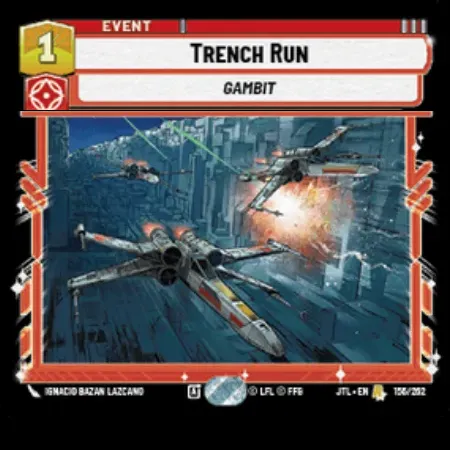 EVENT
1
TRENCH RUN
GAMBIT
IGNACIO BAZAN LAZCANO
A
© LFL © FFG
JTL • EN
156/262